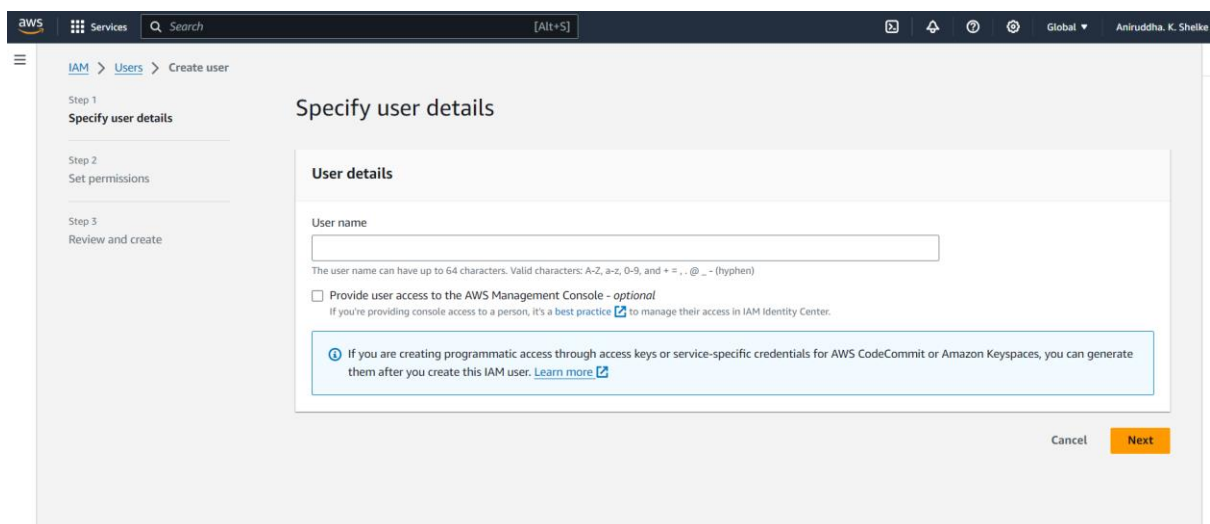 aws
Services
Search
[Alt+S]
Global
Aniruddha. K. Shelke
IAM > Users > Create user
Step 1
Specify user details
Step 2
Set permissions
Step 3
Review and create
Specify user details
User details
User name
The user name can have up to 64 characters. Valid characters: A-Z, a-z, 0-9, and + = , . @ _ - (hyphen)
Provide user access to the AWS Management Console - optional
If you're providing console access to a person, it's a best practice to manage their access in IAM Identity Center.
If you are creating programmatic access through access keys or service-specific credentials for AWS CodeCommit or Amazon Keyspaces, you can generate
them after you create this IAM user. Learn more
Cancel
Next